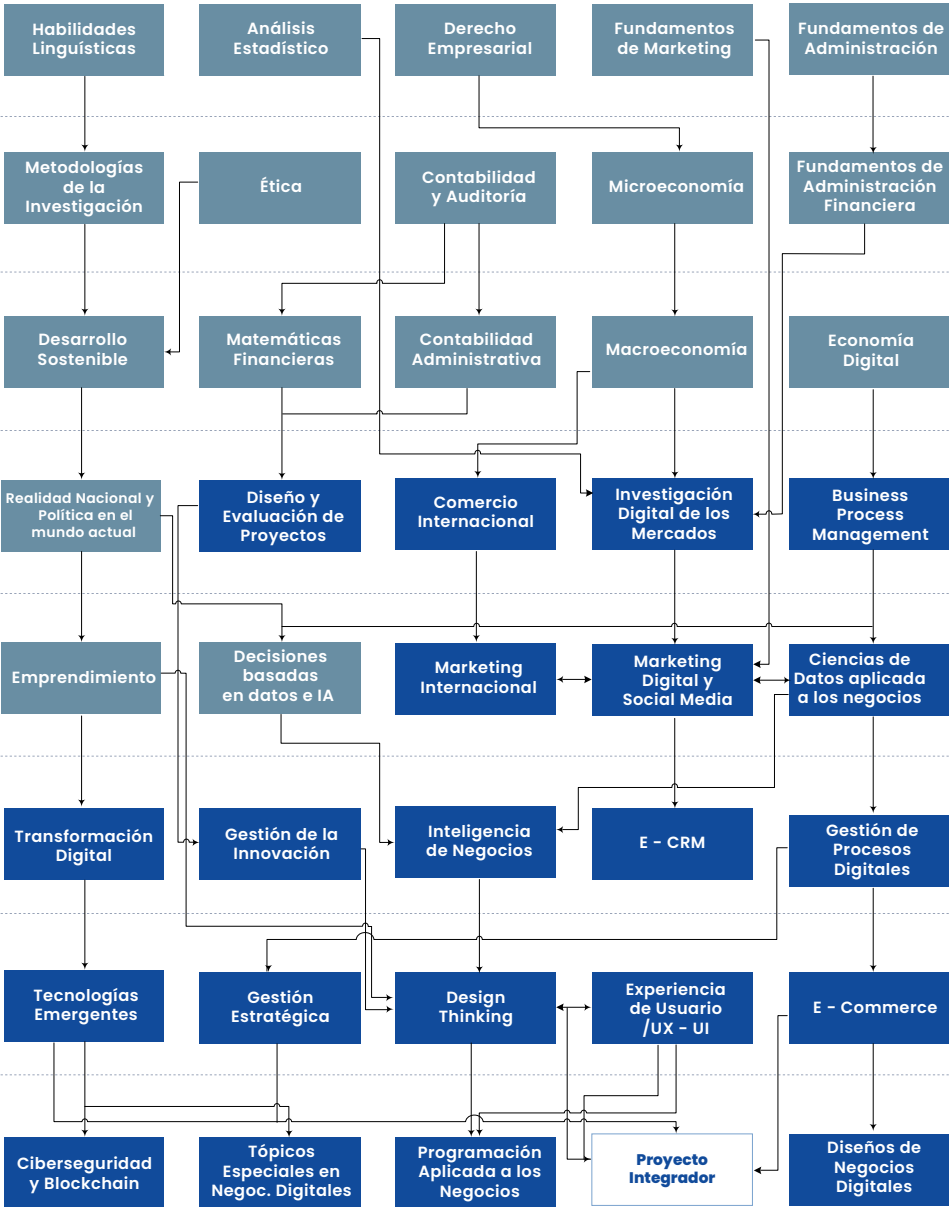 Habilidades
Linguísticas
Análisis
Estadístico
Derecho
Empresarial
Fundamentos
de Marketing
Fundamentos de
Administración
Metodologías
de la
Investigación
Ética
Contabilidad
y Auditoría
Microeconomía
Fundamentos de
Administración
Financiera
Desarrollo
Sostenible
Matemáticas
Financieras
Contabilidad
Administrativa
Macroeconomía
Economía
Digital
Realidad Nacional y
Política en el
mundo actual
Diseño y
Evaluación de
Proyectos
Comercio
Internacional
Investigación
Digital de los
Mercados
Business
Process
Management
Emprendimiento
Decisiones
basadas
en datos e IA
Marketing
Internacional
Marketing
Digital y
Social Media
Ciencias de
Datos aplicada
a los negocios
Transformación
Digital
Gestión de la
Innovación
Inteligencia
de Negocios
E - CRM
Gestión de
Procesos
Digitales
Tecnologías
Emergentes
Gestión
Estratégica
Design
Thinking
Experiencia
de Usuario
/UX - UI
E - Commerce
Ciberseguridad
y Blockchain
Tópicos
Especiales en
Negoc. Digitales
Programación
Aplicada a los
Negocios
Proyecto
Integrador
Diseños de
Negocios
Digitales